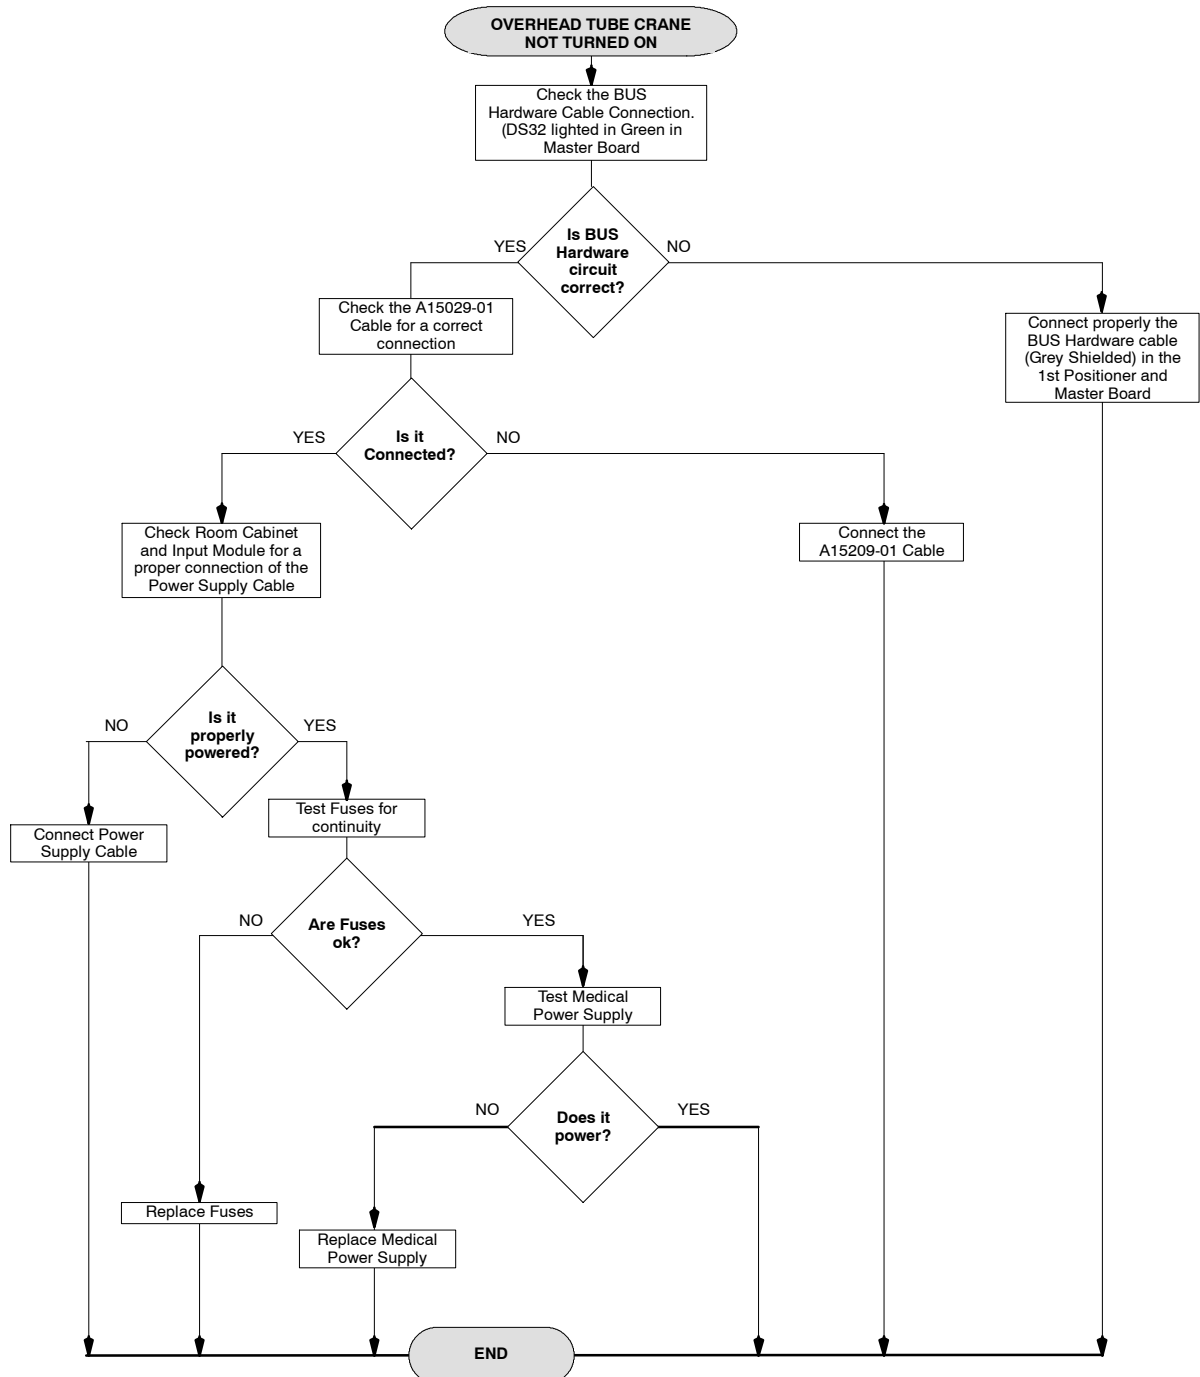 OVERHEAD TUBE CRANE
NOT TURNED ON
Check the BUS
Hardware Cable Connection.
(DS32 lighted in Green in
Master Board
Is BUS
Hardware
circuit
correct?
YES
NO
Check the A15029-01
Cable for a correct
connection
Connect properly the
BUS Hardware cable
(Grey Shielded) in the
1st Positioner and
Master Board
Is it
Connected?
YES
NO
Check Room Cabinet
and Input Module for a
proper connection of the
Power Supply Cable
Connect the
A15209-01 Cable
Is it
properly
powered?
NO
YES
Connect Power
Supply Cable
Test Fuses for
continuity
Are Fuses
ok?
NO
YES
Test Medical
Power Supply
Does it
power?
NO
YES
Replace Fuses
Replace Medical
Power Supply
END